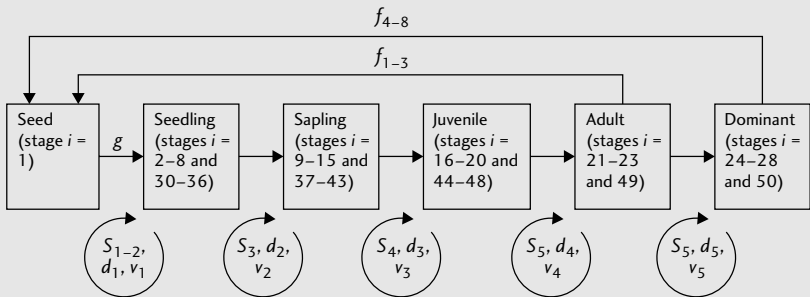 f4–8
f1–3
Seed
(stage i =
1)
g
Seedling
(stages i =
2–8 and
30–36)
Sapling
(stages i =
9–15 and
37–43)
Juvenile
(stages i =
16–20 and
44–48)
Adult
(stages i =
21–23
and 49)
Dominant
(stages i =
24–28
and 50)
S1–2,
d1, v1
S3, d2,
v2
S4, d3,
v3
S5, d4,
v4
S5, d5,
v5